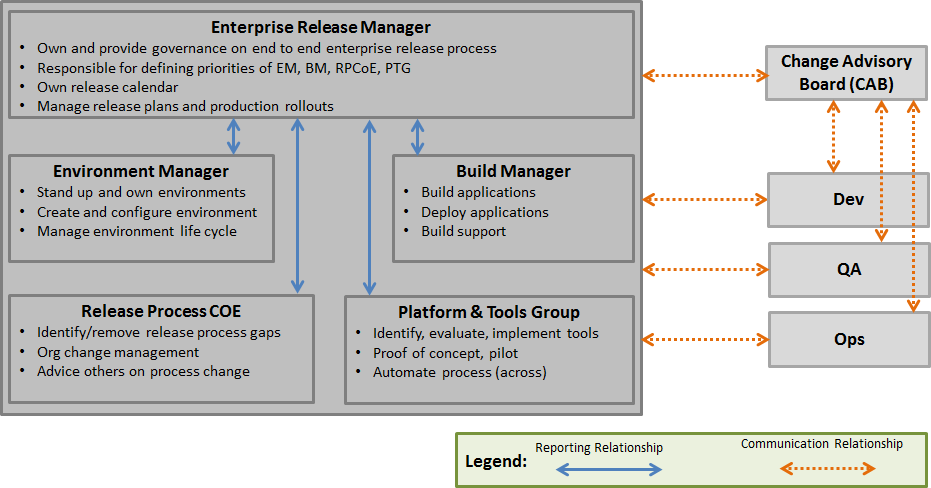 Enterprise Release Manager
• Own and provide governance on end to end enterprise release process
• Responsible for defining priorities of EM, BM, RPCoE, PTG
• Own release calendar
• Manage release plans and production rollouts
Change Advisory
Board (CAB)
Environment Manager
• Stand up and own environments
• Create and configure environment
• Manage environment life cycle
Build Manager
• Build applications
• Deploy applications
• Build support
Dev
QA
Ops
Release Process COE
• Identify/remove release process gaps
• Org change management
• Advice others on process change
Platform & Tools Group
• Identify, evaluate, implement tools
• Proof of concept, pilot
• Automate process (across)
Legend:
Reporting Relationship
Communication Relationship